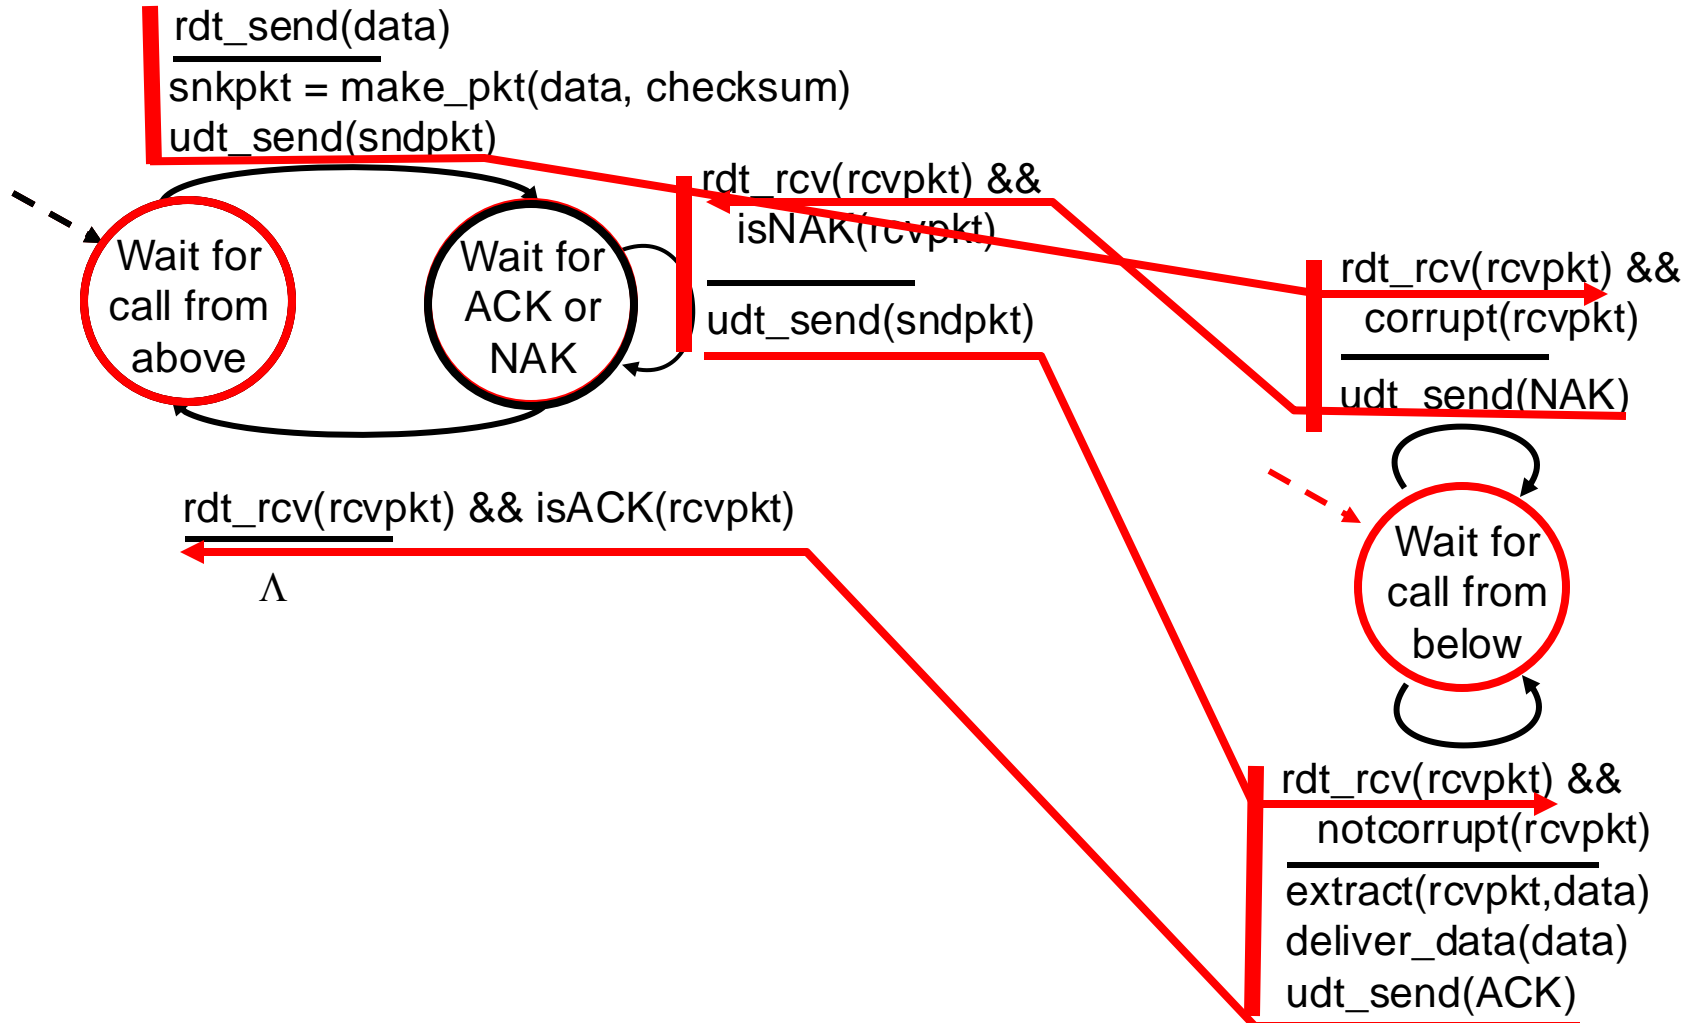 rdt_send(data)
snkpkt = make_pkt(data, checksum)
udt_send(sndpkt)
Wait for
call from
above
Wait for
ACK or
NAK
rdt_rcv(rcvpkt) &&
isNAK(rcvpkt)
udt_send(sndpkt)
rdt_rcv(rcvpkt) && isACK(rcvpkt)
Λ
rdt_rcv(rcvpkt) &&
corrupt(rcvpkt)
udt_send(NAK)
Wait for
call from
below
rdt_rcv(rcvpkt) &&
notcorrupt(rcvpkt)
extract(rcvpkt,data)
deliver_data(data)
udt_send(ACK)